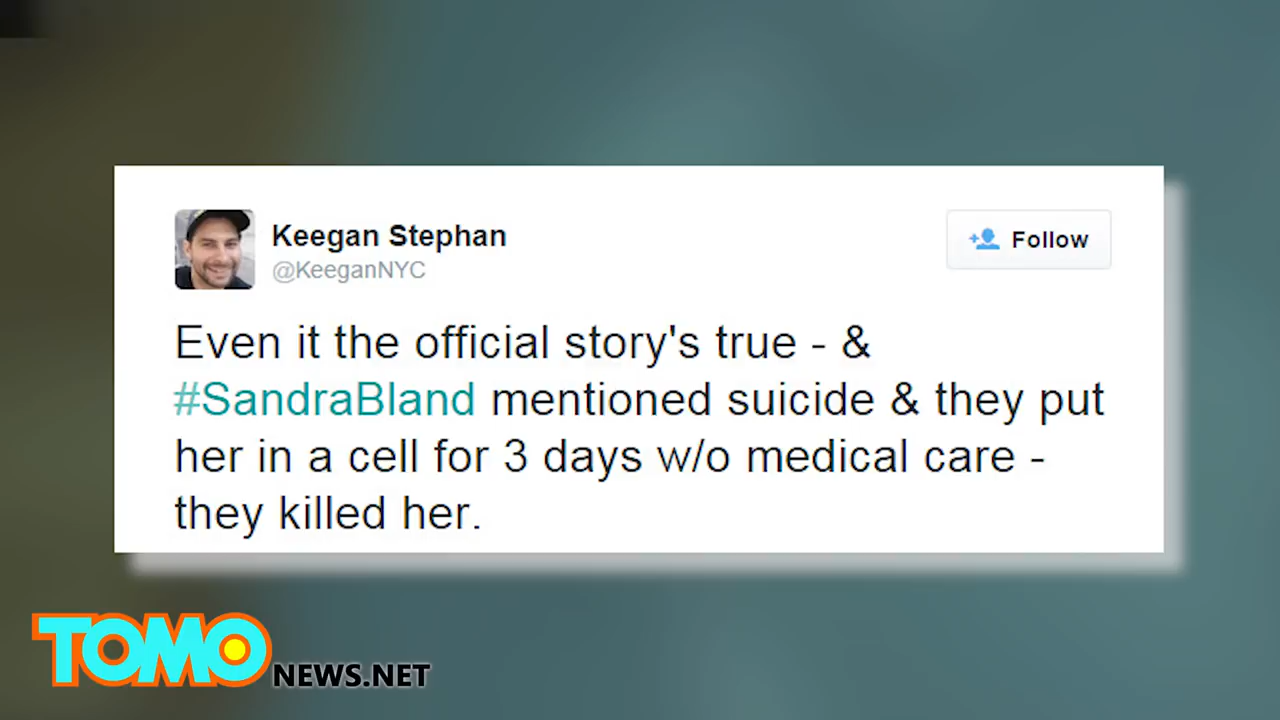 Keegan Stephan
@KeeganNYC
Follow
Even it the official story's true - &
#SandraBland mentioned suicide & they put
her in a cell for 3 days w/o medical care -
they killed her.
TOMO NEWS.NET